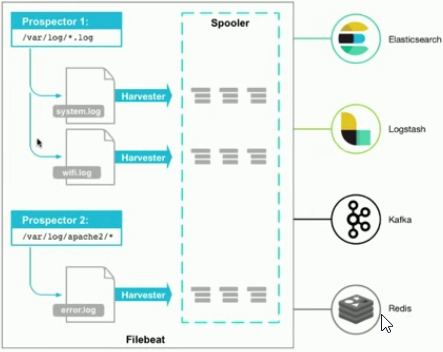 Prospector 1:
/var/log/*.log
system.log
Harvester
wifi.log
Harvester
Prospector 2:
/var/log/apache2/*
error.log
Harvester
Spooler
Filebeat
Elasticsearch
Logstash
Kafka
Redis